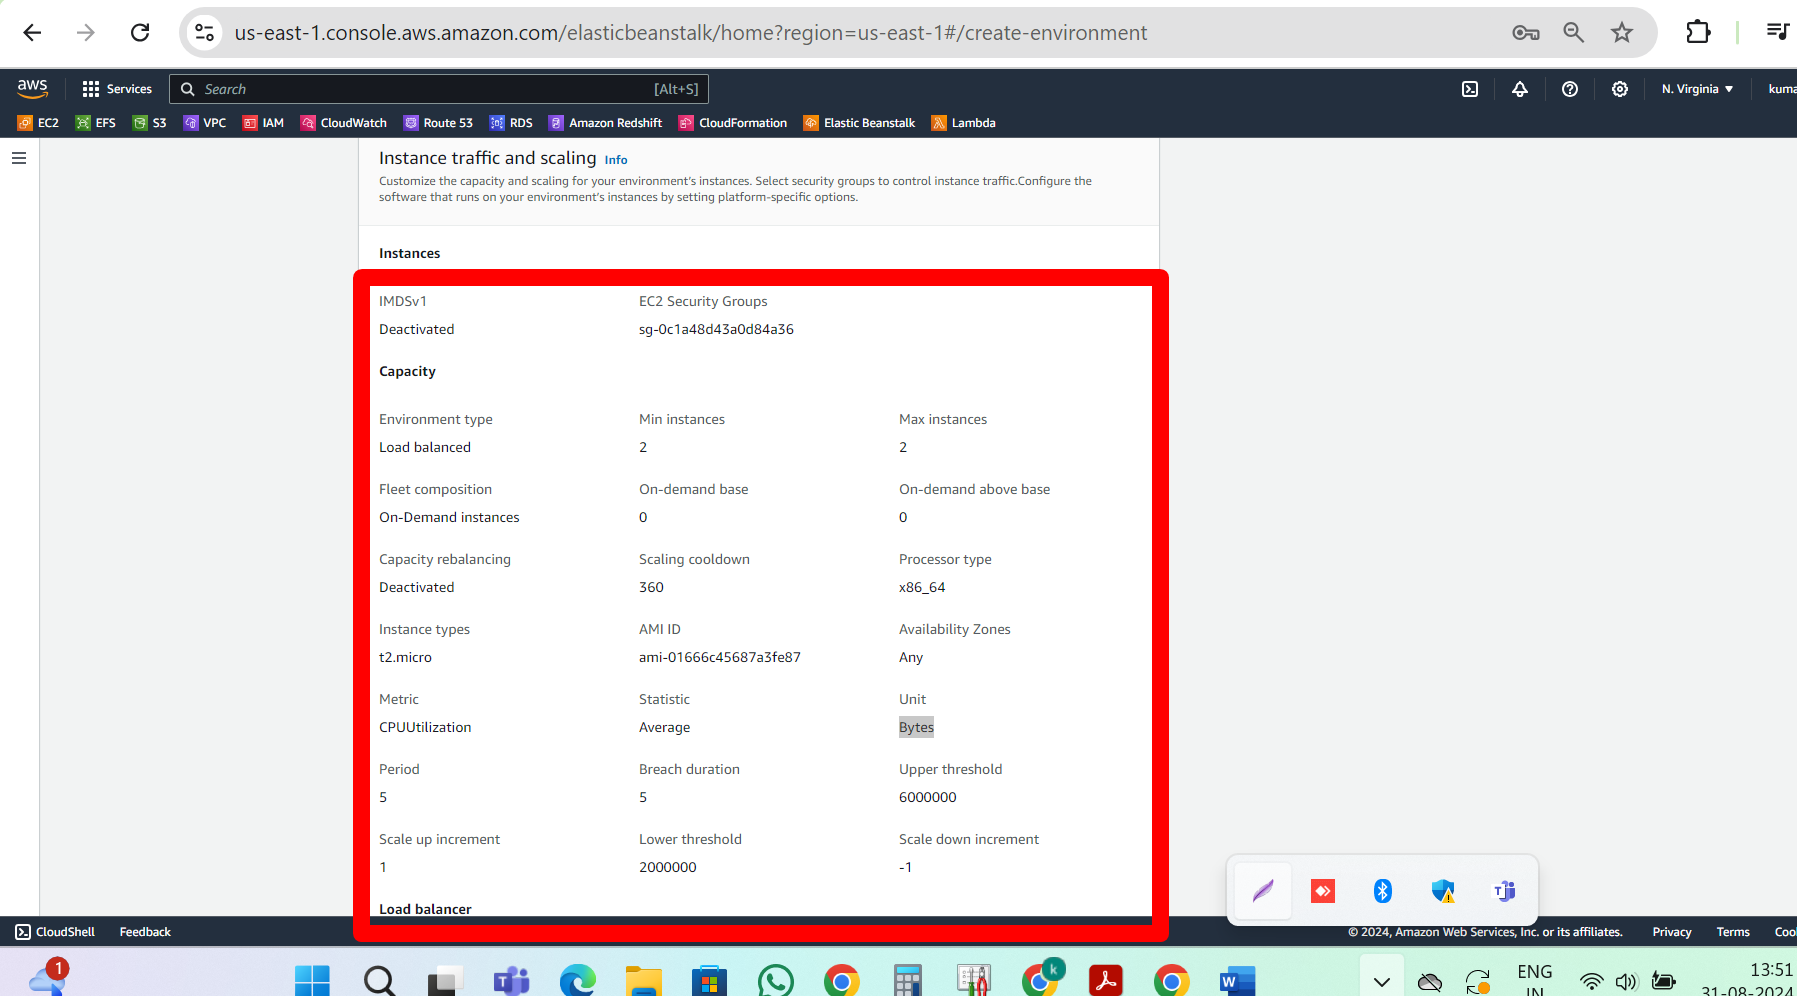 us-east-1.console.aws.amazon.com/elasticbeanstalk/home?region=us-east-1#/create-environment
aws Services Search [Alt+S] N. Virginia ▼
EC2 EFS S3 VPC IAM CloudWatch Route 53 RDS Amazon Redshift CloudFormation Elastic Beanstalk Lambda
Instance traffic and scaling Info
Customize the capacity and scaling for your environment's instances. Select security groups to control instance traffic.Configure the
software that runs on your environment's instances by setting platform-specific options.
Instances
IMDSv1 EC2 Security Groups
Deactivated sg-0c1a48d43a0d84a36
Capacity
Environment type Min instances Max instances
Load balanced 2 2
Fleet composition On-demand base On-demand above base
On-Demand instances 0 0
Capacity rebalancing Scaling cooldown Processor type
Deactivated 360 x86_64
Instance types AMI ID Availability Zones
t2.micro ami-01666c45687a3fe87 Any
Metric Statistic Unit
CPUUtilization Average Bytes
Period Breach duration Upper threshold
5 5 6000000
Scale up increment Lower threshold Scale down increment
1 2000000 -1
Load balancer
CloudShell Feedback © 2024, Amazon Web Services, Inc. or its affiliates. Privacy Terms
1 k ENG 13:51
IN 31-08-2024